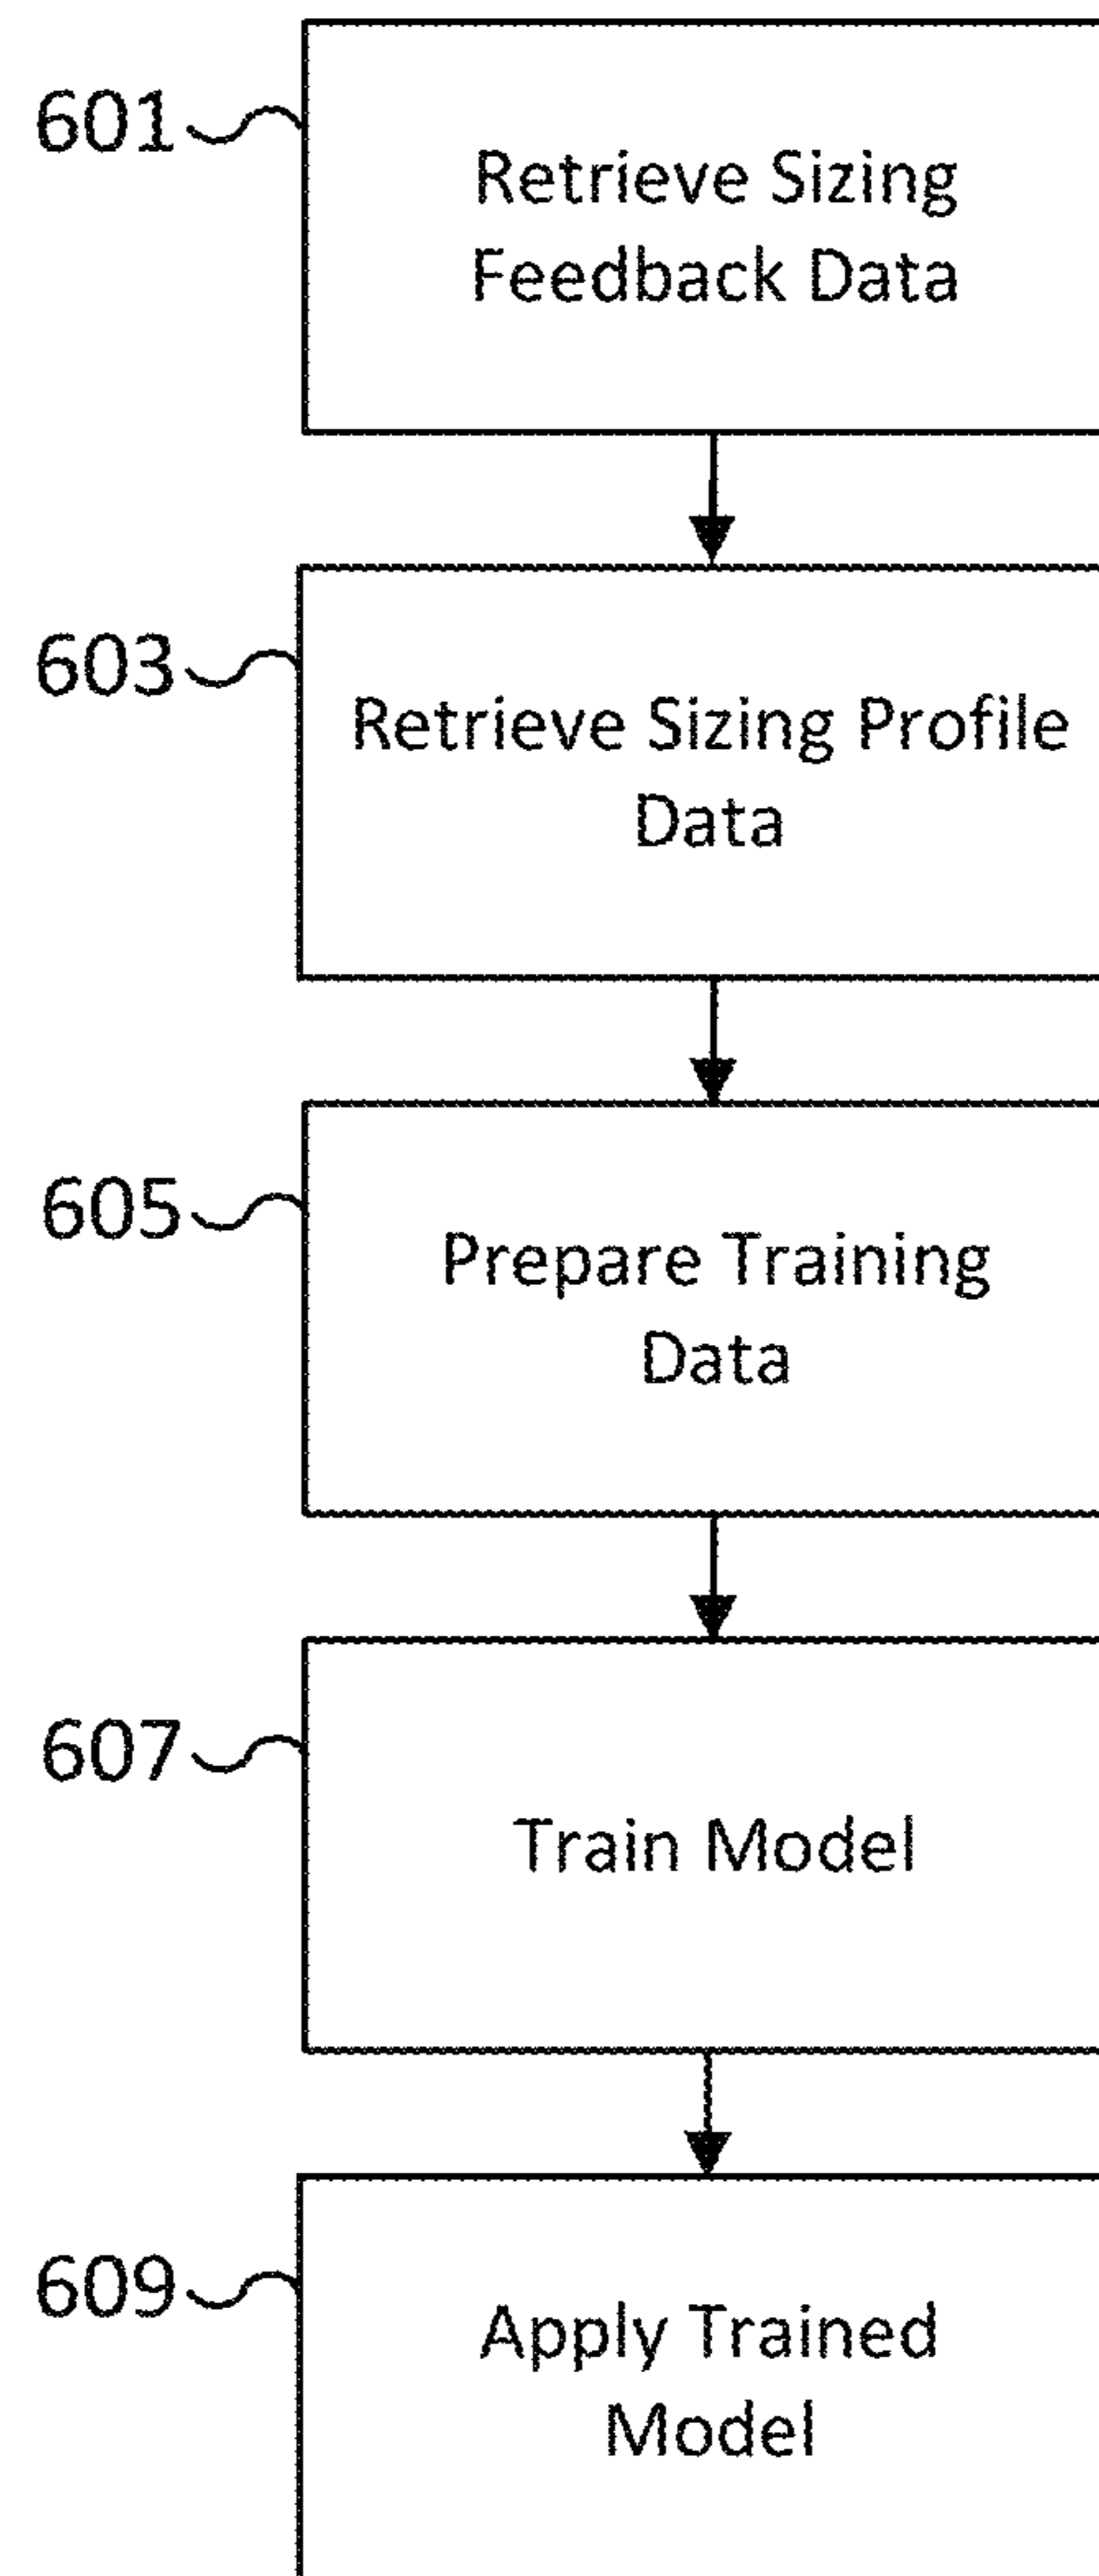 601
Retrieve Sizing
Feedback Data
603
Retrieve Sizing Profile
Data
605
Prepare Training
Data
607
Train Model
609
Apply Trained
Model